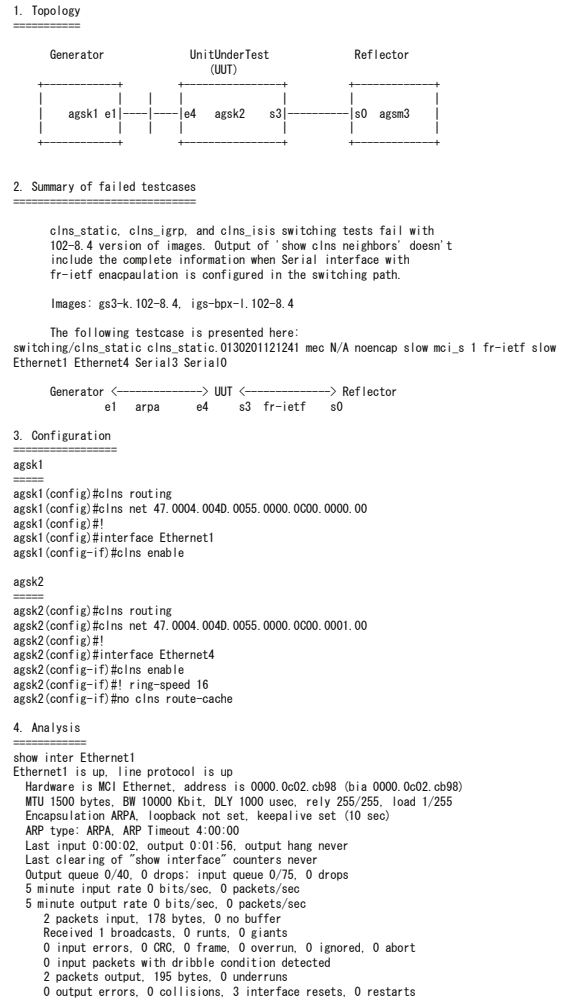 1. Topology
===========
Generator UnitUnderTest Reflector
(UUT)
+------------+ +----------------+ +-------------+
| | | | | | |
| agsk1 e1|----|----|e4 agsk2 s3|----------|s0 agsm3 |
| | | | | | |
+------------+ +----------------+ +-------------+
2. Summary of failed testcases
==============================
clns_static, clns_igrp, and clns_isis switching tests fail with
102-8.4 version of images. Output of 'show clns neighbors' doesn't
include the complete information when Serial interface with
fr-ietf enacpaulation is configured in the switching path.
Images: gs3-k.102-8.4, igs-bpx-l.102-8.4
The following testcase is presented here:
switching/clns_static clns_static.0130201121241 mec N/A noencap slow mci_s 1 fr-ietf slow
Ethernet1 Ethernet4 Serial3 Serial0
Generator <--------------> UUT <--------------> Reflector
e1 arpa e4 s3 fr-ietf s0
3. Configuration
=================
agsk1
=====
agsk1(config)#clns routing
agsk1(config)#clns net 47.0004.004D.0055.0000.0C00.0000.00
agsk1(config)#!
agsk1(config)#interface Ethernet1
agsk1(config-if)#clns enable
agsk2
=====
agsk2(config)#clns routing
agsk2(config)#clns net 47.0004.004D.0055.0000.0C00.0001.00
agsk2(config)#!
agsk2(config)#interface Ethernet4
agsk2(config-if)#clns enable
agsk2(config-if)#! ring-speed 16
agsk2(config-if)#no clns route-cache
4. Analysis
============
show inter Ethernet1
Ethernet1 is up, line protocol is up
Hardware is MCI Ethernet, address is 0000.0c02.cb98 (bia 0000.0c02.cb98)
MTU 1500 bytes, BW 10000 Kbit, DLY 1000 usec, rely 255/255, load 1/255
Encapsulation ARPA, loopback not set, keepalive set (10 sec)
ARP type: ARPA, ARP Timeout 4:00:00
Last input 0:00:02, output 0:01:56, output hang never
Last clearing of "show interface" counters never
Output queue 0/40, 0 drops; input queue 0/75, 0 drops
5 minute input rate 0 bits/sec, 0 packets/sec
5 minute output rate 0 bits/sec, 0 packets/sec
2 packets input, 178 bytes, 0 no buffer
Received 1 broadcasts, 0 runts, 0 giants
0 input errors, 0 CRC, 0 frame, 0 overrun, 0 ignored, 0 abort
0 input packets with dribble condition detected
2 packets output, 195 bytes, 0 underruns
0 output errors, 0 collisions, 3 interface resets, 0 restarts